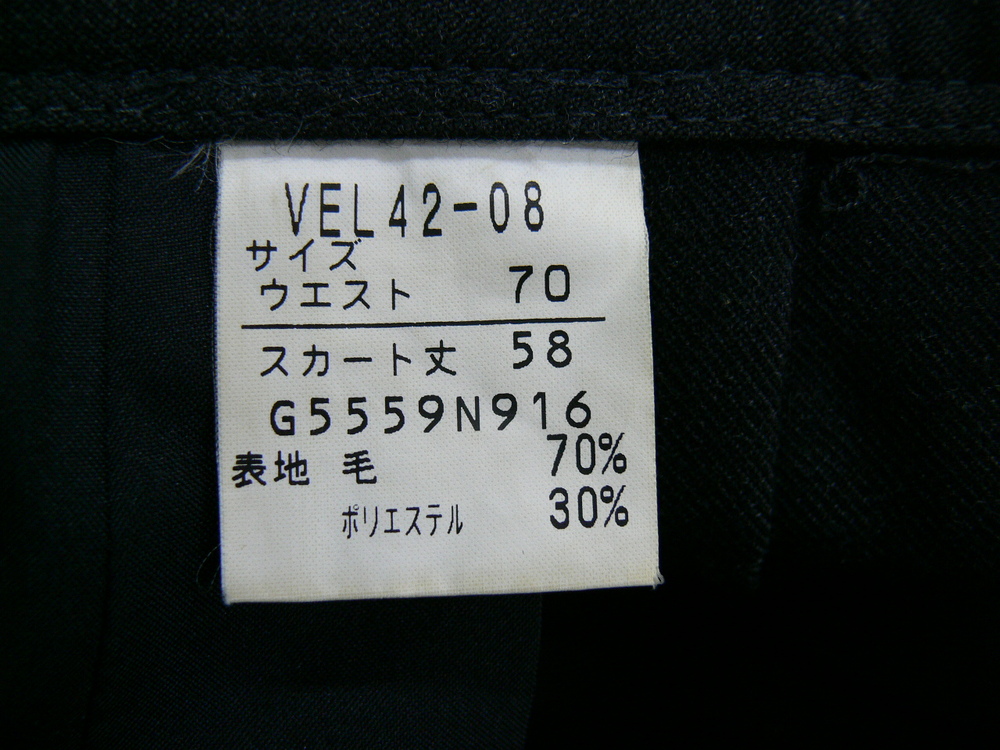 VEL42-08
サイズ
ウエスト 70
スカート丈 58
G5559N916
表地 毛 70%
ポリエステル 30%